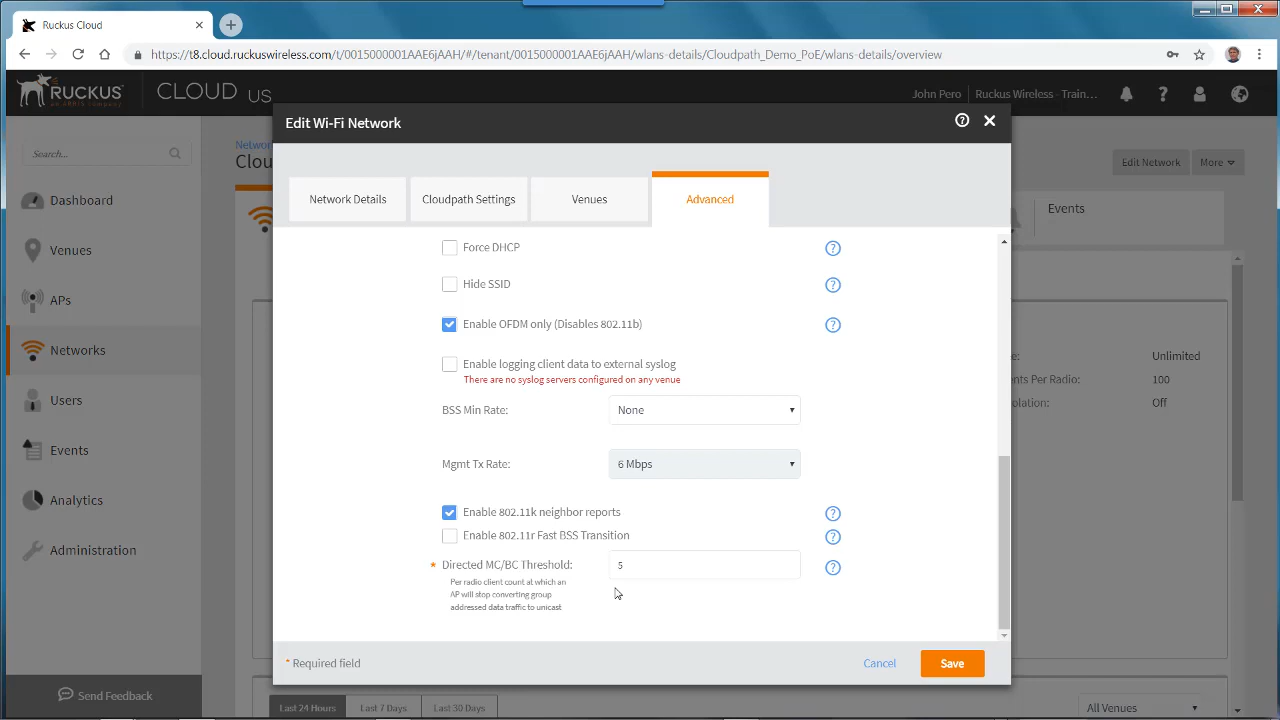 Ruckus Cloud
https://t8.cloud.ruckuswireless.com/t/0015000001AAE6jAAH/#/tenant/0015000001AAE6jAAH/wlans-details/Cloudpath_Demo_IoE/wlans-details/overview
RUCKUS
CLOUD US
John Pero
Ruckus Wireless - Train...
Search...
Dashboard
Venues
APs
Networks
Users
Events
Analytics
Administration
Send Feedback
Edit Network
More
Events
Unlimited
100
Off
Edit Wi-Fi Network
Network Details
Cloudpath Settings
Venues
Advanced
Force DHCP
Hide SSID
Enable OFDM only (Disables 802.11b)
Enable logging client data to external syslog
There are no syslog servers configured on any venue
BSS Min Rate:
None
Mgmt Tx Rate:
6 Mbps
Enable 802.11k neighbor reports
Enable 802.11r Fast BSS Transition
* Directed MC/BC Threshold:
5
Per radio client count at which an
AP will stop converting group
addressed data traffic to unicast
* Required field
Cancel
Save
Last 24 Hours
Last 7 Days
Last 30 Days
All Venues